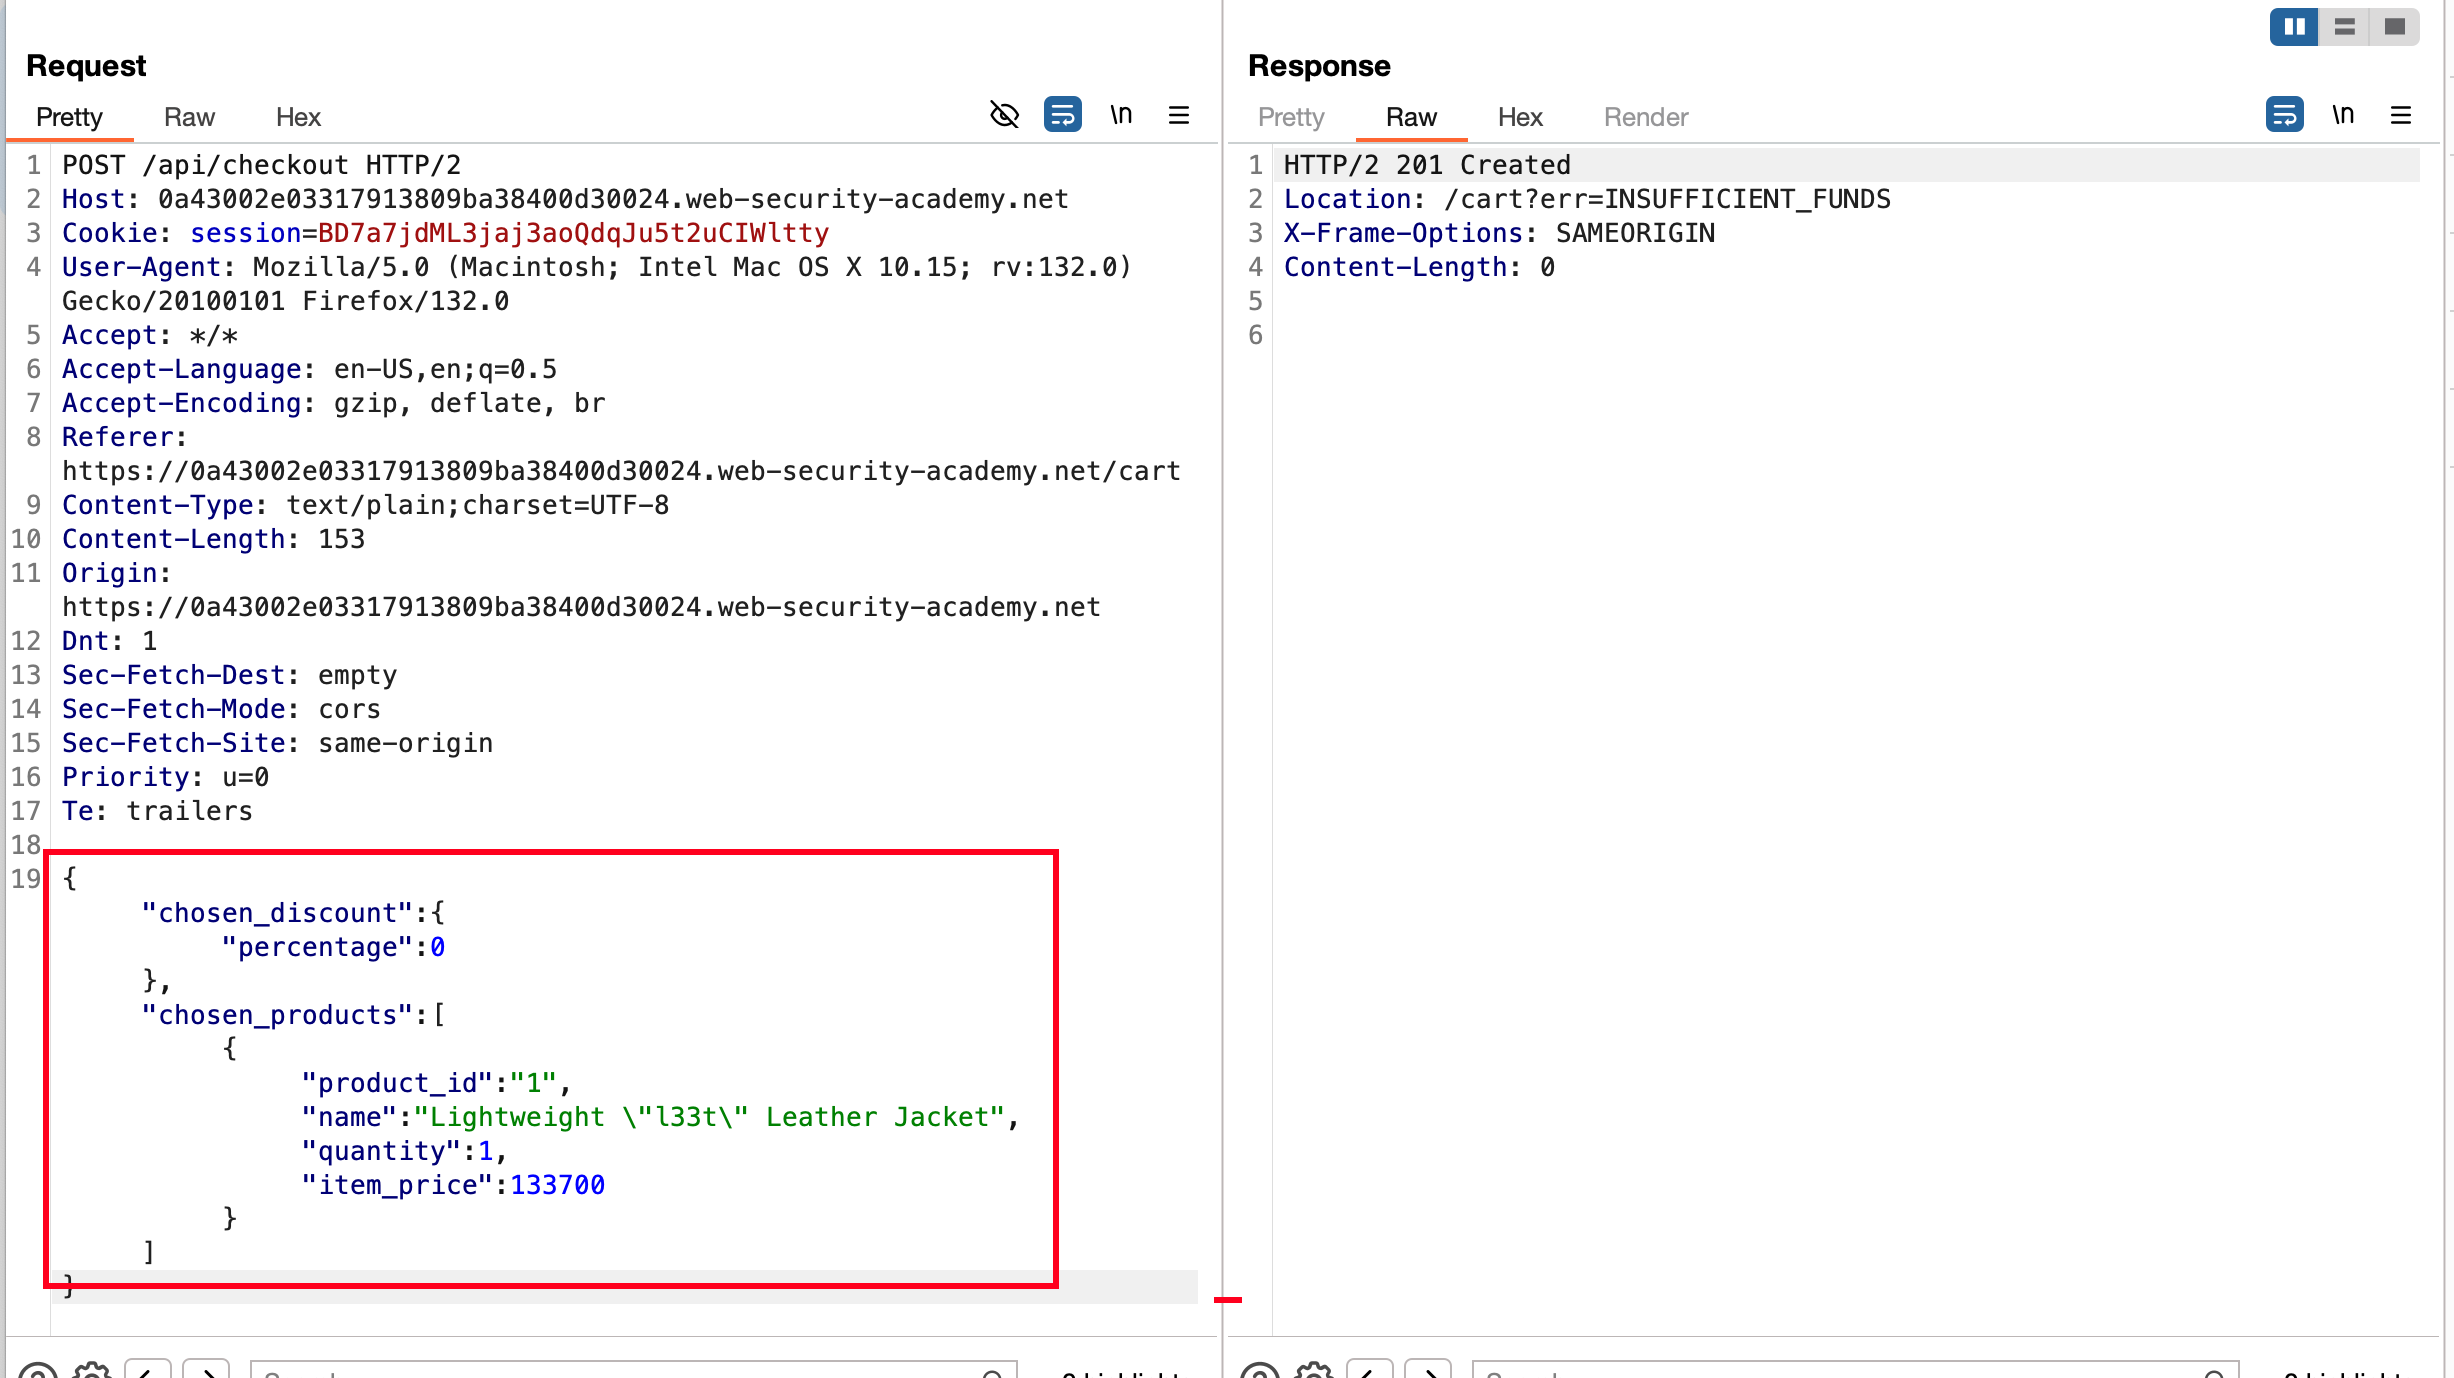 Request
Pretty Raw Hex \n
1 POST /api/checkout HTTP/2
2 Host: 0a43002e03317913809ba38400d30024.web-security-academy.net
3 Cookie: session=BD7a7jdML3jaj3aoQdqJu5t2uCIWltty
4 User-Agent: Mozilla/5.0 (Macintosh; Intel Mac OS X 10.15; rv:132.0)
Gecko/20100101 Firefox/132.0
5 Accept: */*
6 Accept-Language: en-US,en;q=0.5
7 Accept-Encoding: gzip, deflate, br
8 Referer:
https://0a43002e03317913809ba38400d30024.web-security-academy.net/cart
9 Content-Type: text/plain;charset=UTF-8
10 Content-Length: 153
11 Origin:
https://0a43002e03317913809ba38400d30024.web-security-academy.net
12 Dnt: 1
13 Sec-Fetch-Dest: empty
14 Sec-Fetch-Mode: cors
15 Sec-Fetch-Site: same-origin
16 Priority: u=0
17 Te: trailers
18
19 {
"chosen_discount":{
"percentage":0
},
"chosen_products":[
{
"product_id":"1",
"name":"Lightweight \"l33t\" Leather Jacket",
"quantity":1,
"item_price":133700
}
]
}
Response
Pretty Raw Hex Render \n
1 HTTP/2 201 Created
2 Location: /cart?err=INSUFFICIENT_FUNDS
3 X-Frame-Options: SAMEORIGIN
4 Content-Length: 0
5
6